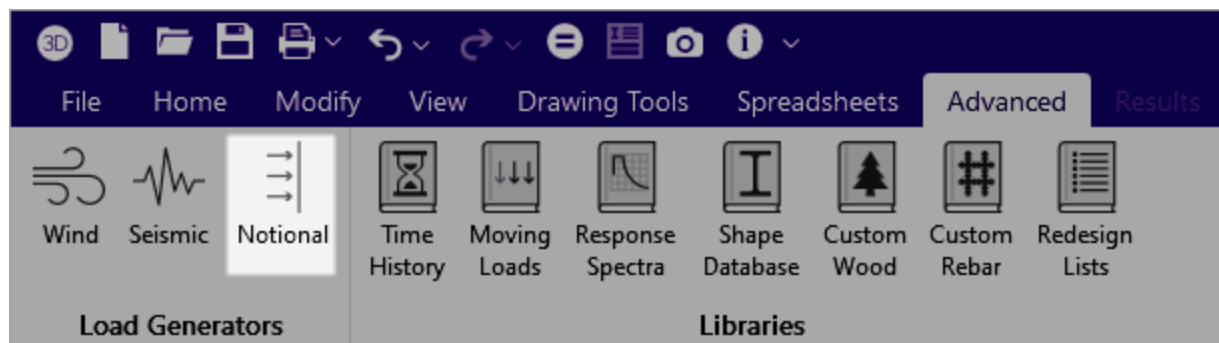 3D
File Home Modify View Drawing Tools Spreadsheets Advanced Results
Wind Seismic Notional Time History Moving Loads Response Spectra Shape Database Custom Wood Custom Rebar Redesign Lists
Load Generators Libraries